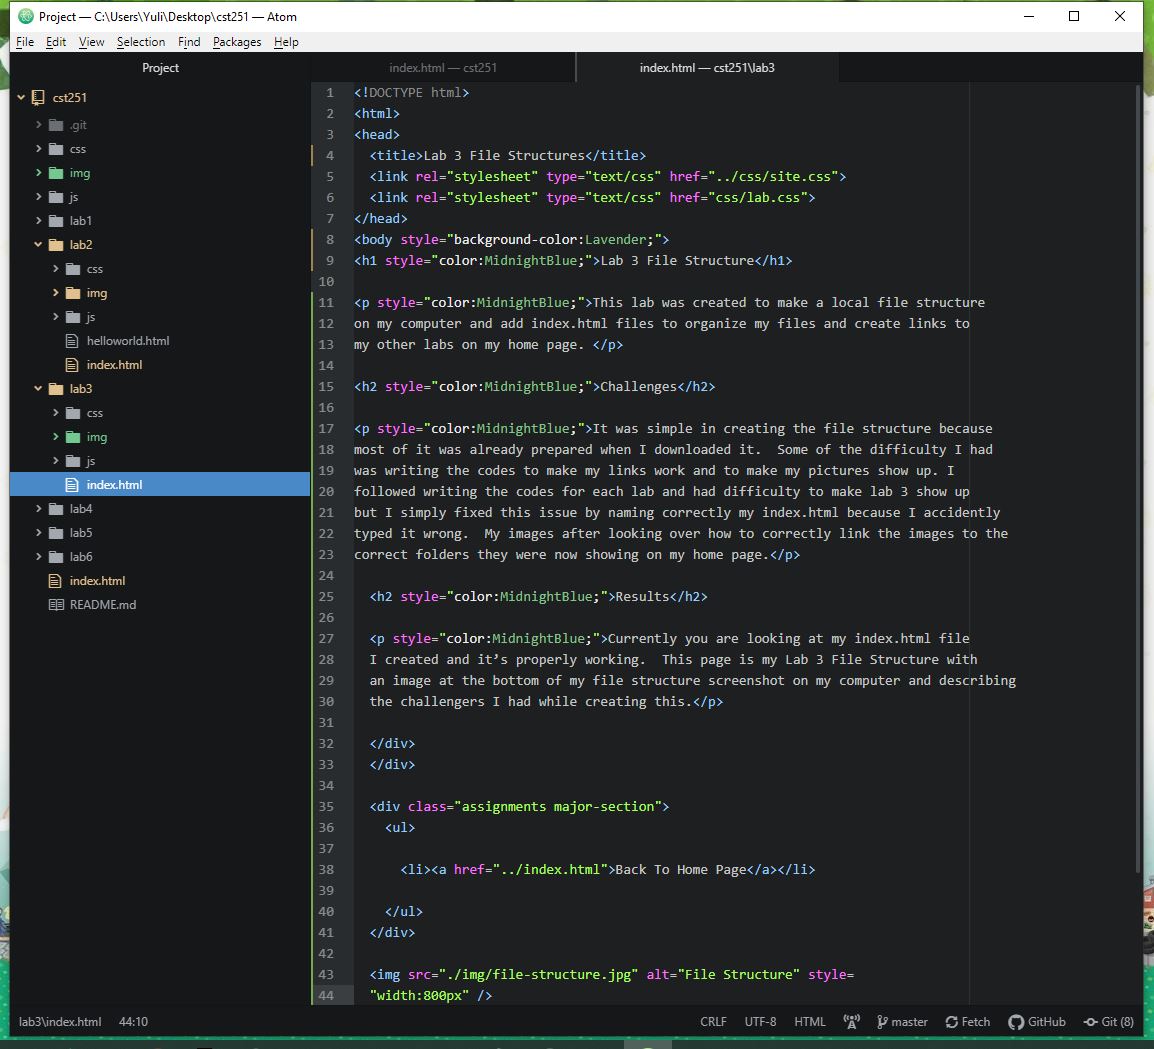 Project — C:\Users\Yuli\Desktop\cst251 — Atom
File Edit View Selection Find Packages Help
Project
index.html — cst251
index.html — cst251\lab3
cst251
.git
css
img
js
lab1
lab2
css
img
js
helloworld.html
index.html
lab3
css
img
js
index.html
lab4
lab5
lab6
index.html
README.md
1 <!DOCTYPE html>
2 <html>
3 <head>
4 <title>Lab 3 File Structures</title>
5 <link rel="stylesheet" type="text/css" href="../css/site.css">
6 <link rel="stylesheet" type="text/css" href="css/lab.css">
7 </head>
8 <body style="background-color:Lavender;">
9 <h1 style="color:MidnightBlue;">Lab 3 File Structure</h1>
10
11 <p style="color:MidnightBlue;">This lab was created to make a local file structure
12 on my computer and add index.html files to organize my files and create links to
13 my other labs on my home page. </p>
14
15 <h2 style="color:MidnightBlue;">Challenges</h2>
16
17 <p style="color:MidnightBlue;">It was simple in creating the file structure because
18 most of it was already prepared when I downloaded it.  Some of the difficulty I had
19 was writing the codes to make my links work and to make my pictures show up. I
20 followed writing the codes for each lab and had difficulty to make lab 3 show up
21 but I simply fixed this issue by naming correctly my index.html because I accidently
22 typed it wrong.  My images after looking over how to correctly link the images to the
23 correct folders they were now showing on my home page.</p>
24
25 <h2 style="color:MidnightBlue;">Results</h2>
26
27 <p style="color:MidnightBlue;">Currently you are looking at my index.html file
28 I created and it’s properly working.  This page is my Lab 3 File Structure with
29 an image at the bottom of my file structure screenshot on my computer and describing
30 the challengers I had while creating this.</p>
31
32 </div>
33 </div>
34
35 <div class="assignments major-section">
36 <ul>
37
38 <li><a href="../index.html">Back To Home Page</a></li>
39
40 </ul>
41 </div>
42
43 <img src="./img/file-structure.jpg" alt="File Structure" style=
44 "width:800px" />
lab3\index.html 44:10 CRLF UTF-8 HTML master Fetch GitHub Git (8)